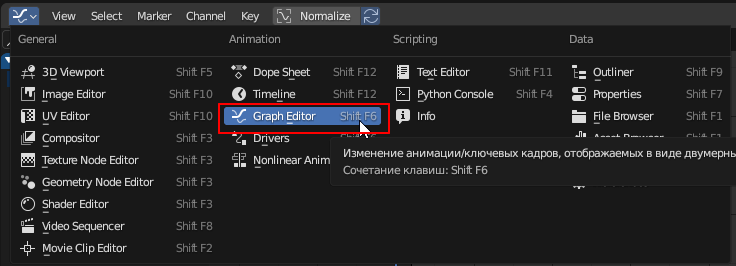 View Select Marker Channel Key Normalize
General Animation Scripting Data
3D Viewport Shift F5 Dope Sheet Shift F12 Text Editor Shift F11 Outliner Shift F9
Image Editor Shift F10 Timeline Shift F12 Python Console Shift F4 Properties Shift F7
UV Editor Shift F10 Graph Editor Shift F6 Info File Browser Shift F1
Compositor Shift F3 Drivers
Texture Node Editor Shift F3 Nonlinear Anim
Geometry Node Editor Shift F3
Shader Editor Shift F3
Video Sequencer Shift F8
Movie Clip Editor Shift F2
Изменение анимации/ключевых кадров, отображаемых в виде
Сочетание клавиш: Shift F6